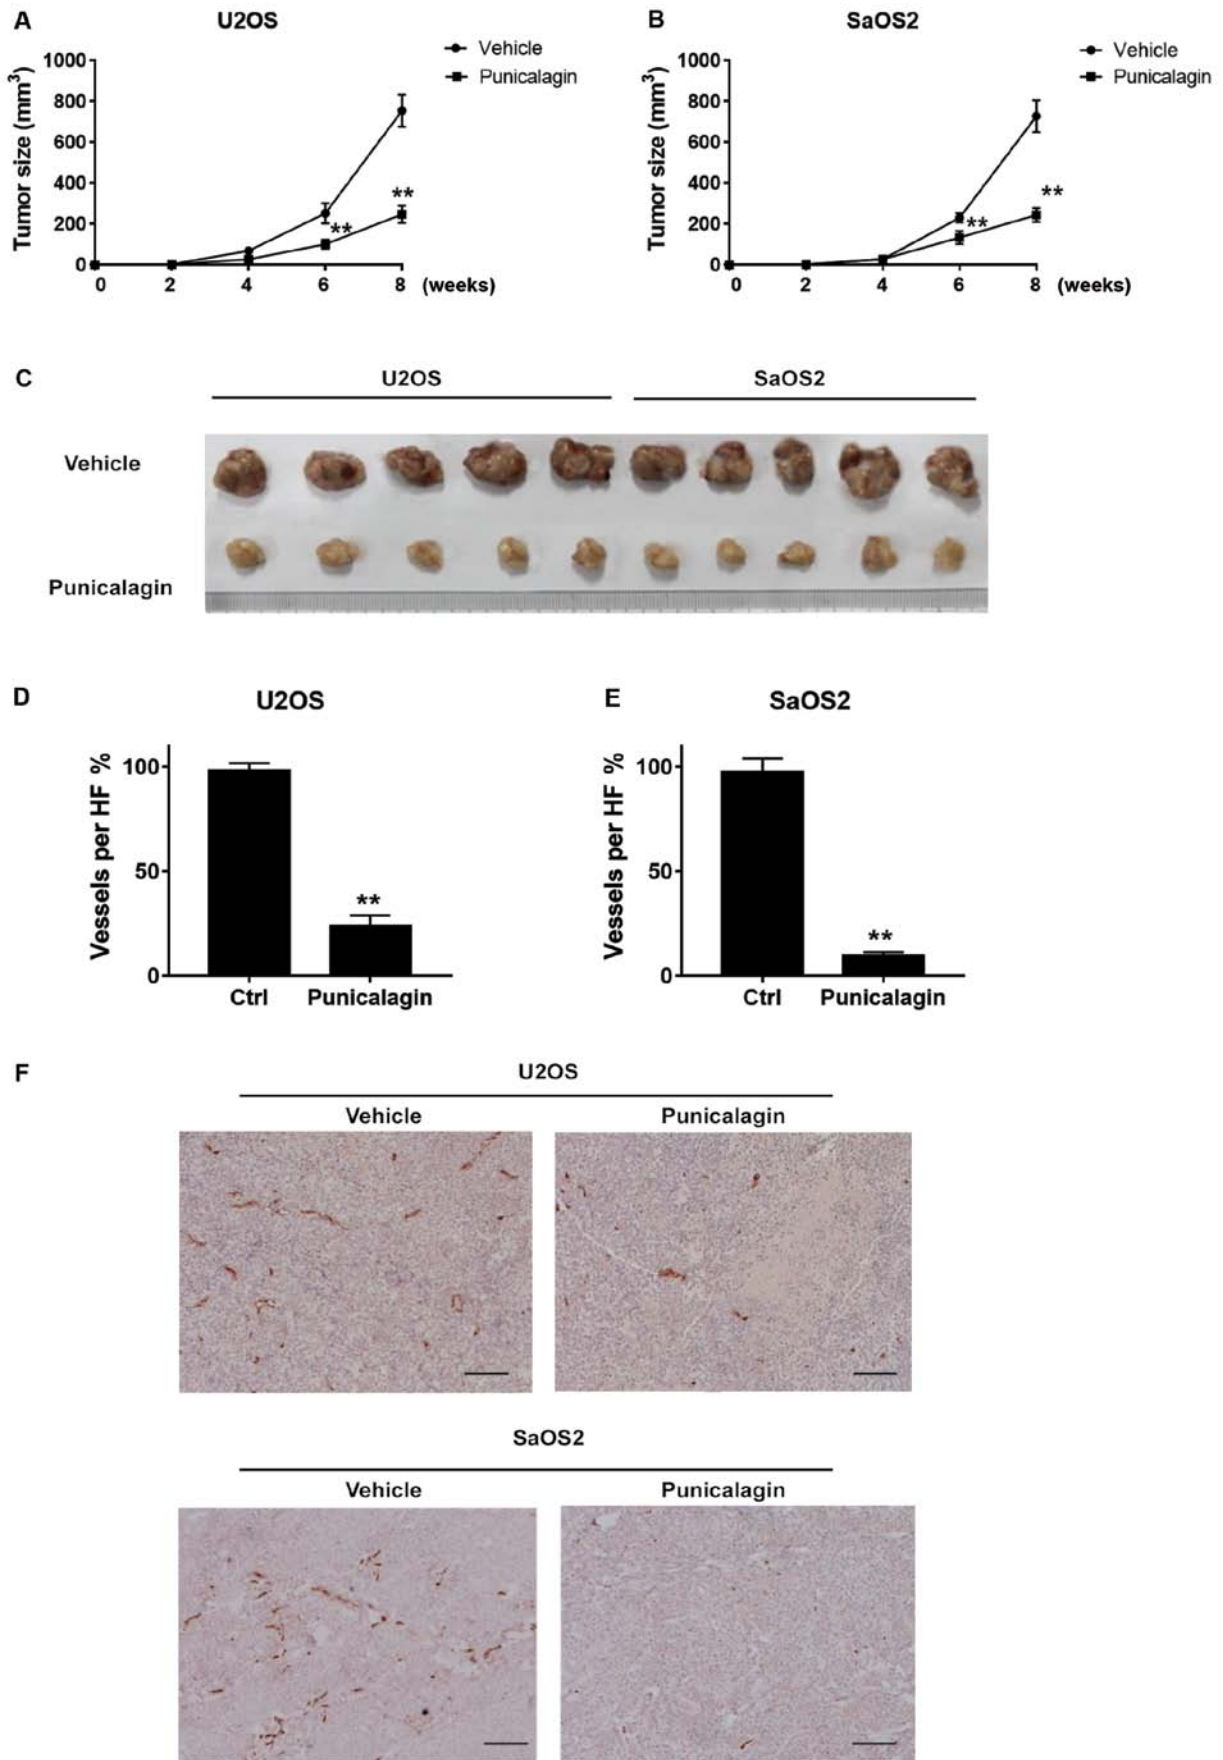 A U2OS
Vehicle
Punicalagin
Tumor size (mm³)
1000
800
600
400
200
0
**
**
0 2 4 6 8 (weeks)
B SaOS2
Vehicle
Punicalagin
Tumor size (mm³)
1000
800
600
400
200
0
**
**
0 2 4 6 8 (weeks)
C U2OS SaOS2
Vehicle
Punicalagin
D U2OS
Vessels per HF %
100
50
0
**
Ctrl Punicalagin
E SaOS2
Vessels per HF %
100
50
0
**
Ctrl Punicalagin
F U2OS
Vehicle Punicalagin
SaOS2
Vehicle Punicalagin